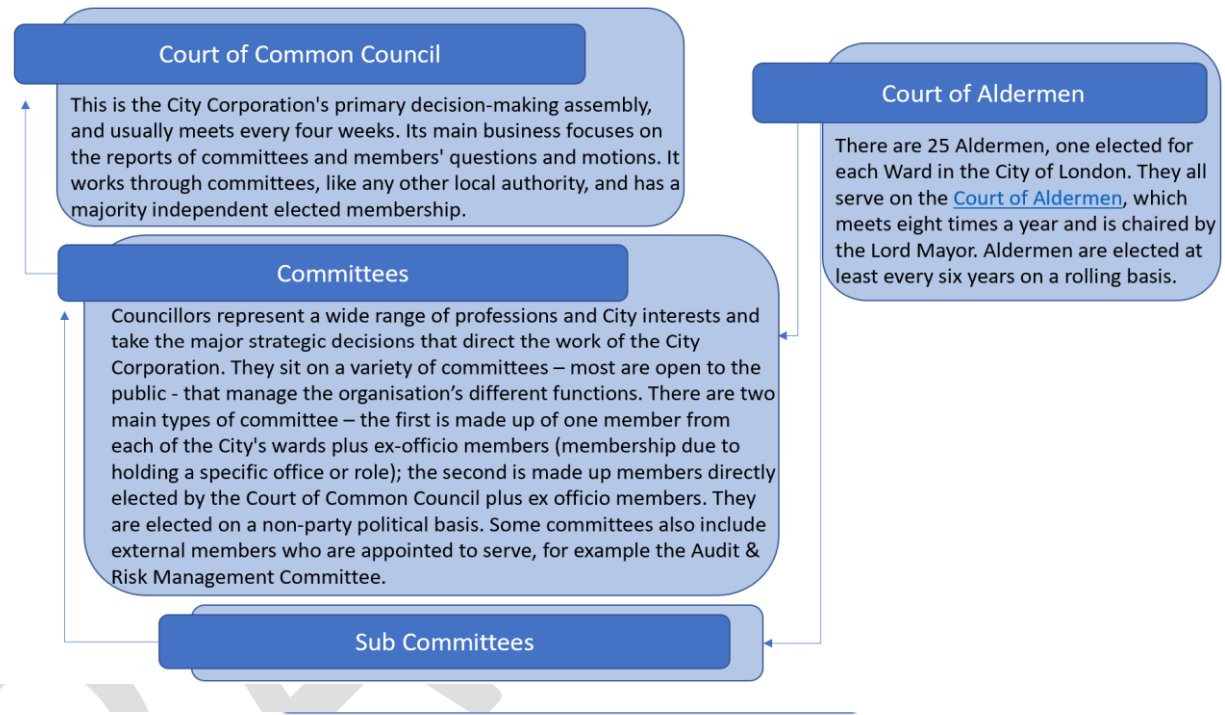 Court of Common Council
This is the City Corporation's primary decision-making assembly,
and usually meets every four weeks. Its main business focuses on
the reports of committees and members' questions and motions. It
works through committees, like any other local authority, and has a
majority independent elected membership.
Court of Aldermen
There are 25 Aldermen, one elected for
each Ward in the City of London. They all
serve on the Court of Aldermen, which
meets eight times a year and is chaired by
the Lord Mayor. Aldermen are elected at
least every six years on a rolling basis.
Committees
Councillors represent a wide range of professions and City interests and
take the major strategic decisions that direct the work of the City
Corporation. They sit on a variety of committees – most are open to the
public - that manage the organisation’s different functions. There are two
main types of committee – the first is made up of one member from
each of the City's wards plus ex-officio members (membership due to
holding a specific office or role); the second is made up members directly
elected by the Court of Common Council plus ex officio members. They
are elected on a non-party political basis. Some committees also include
external members who are appointed to serve, for example the Audit &
Risk Management Committee.
Sub Committees